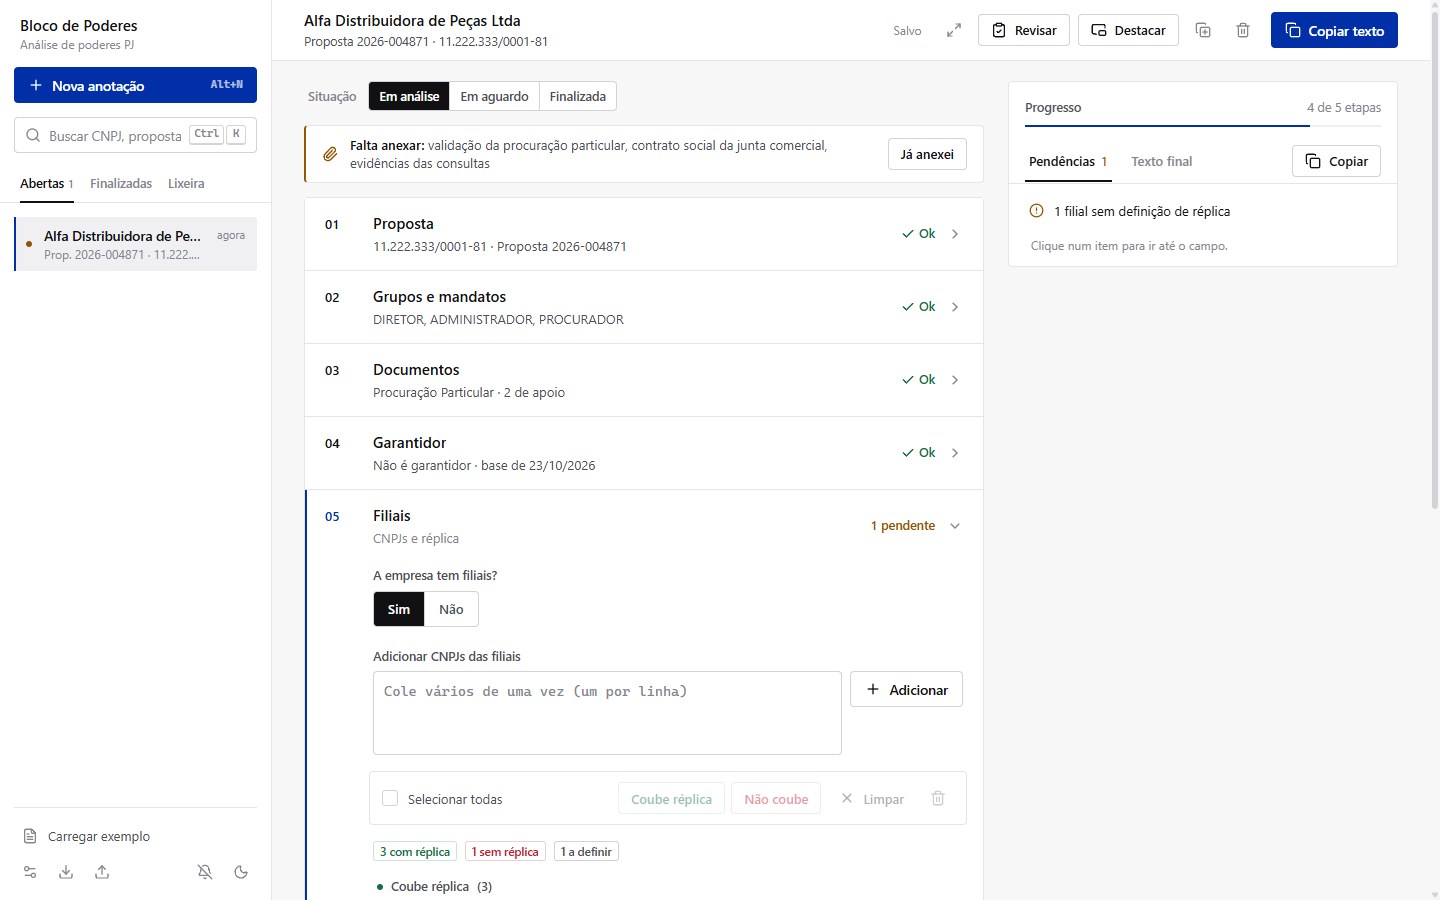 Bloco de Poderes
Análise de poderes PJ
Nova anotação Alt+N
Buscar CNPJ, proposta Ctrl K
Abertas 1 Finalizadas Lixeira
Alfa Distribuidora de Pe... agora
Prop. 2026-004871 · 11.222....
Carregar exemplo
Alfa Distribuidora de Peças Ltda
Proposta 2026-004871 · 11.222.333/0001-81
Salvo Revisar Destacar Copiar texto
Situação Em análise Em aguardo Finalizada
Falta anexar: validação da procuração particular, contrato social da junta comercial,
evidências das consultas
Já anexei
01 Proposta
11.222.333/0001-81 · Proposta 2026-004871
Ok
02 Grupos e mandatos
DIRETOR, ADMINISTRADOR, PROCURADOR
Ok
03 Documentos
Procuração Particular · 2 de apoio
Ok
04 Garantidor
Não é garantidor · base de 23/10/2026
Ok
05 Filiais
CNPJs e réplica
1 pendente
A empresa tem filiais?
Sim Não
Adicionar CNPJs das filiais
Cole vários de uma vez (um por linha)
Adicionar
Selecionar todas Coube réplica Não coube Limpar
3 com réplica 1 sem réplica 1 a definir
Coube réplica (3)
Progresso 4 de 5 etapas
Pendências 1 Texto final Copiar
1 filial sem definição de réplica
Clique num item para ir até o campo.